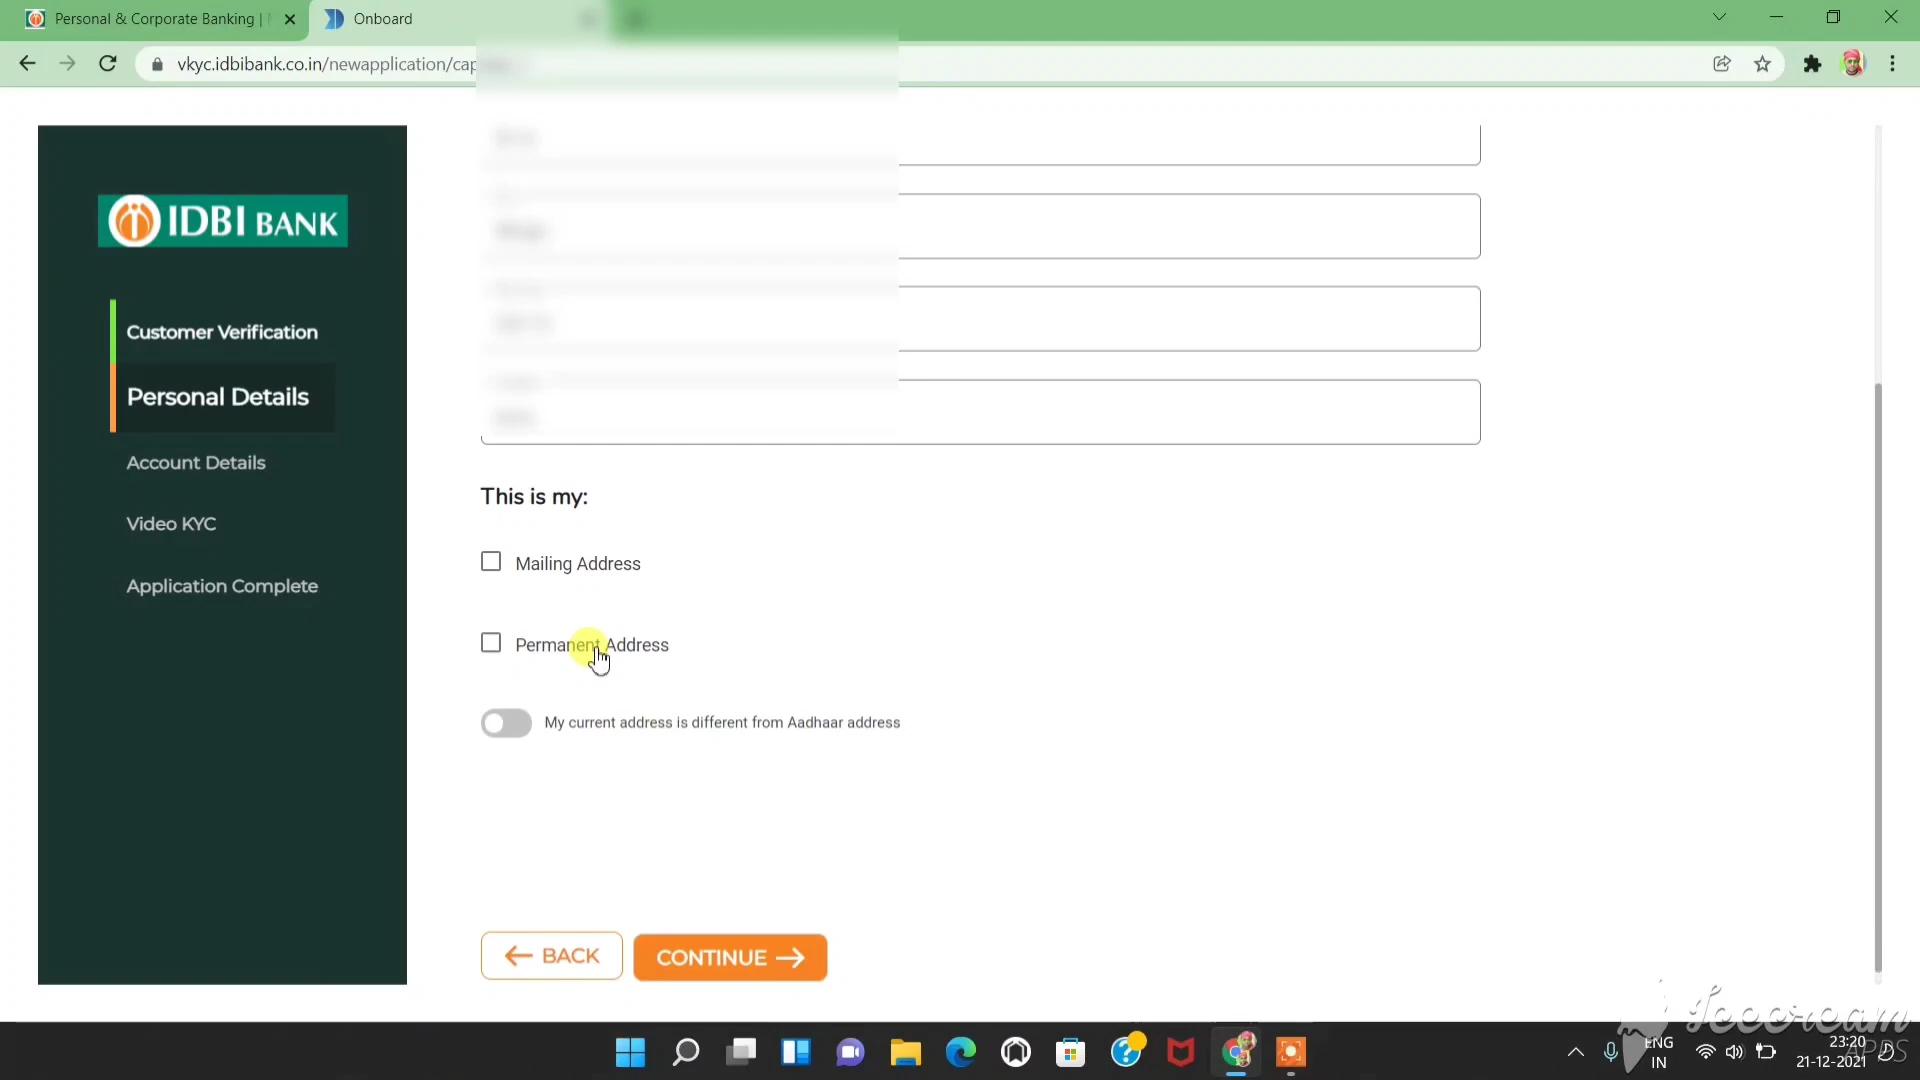 Personal & Corporate Banking |
Onboard
vkyc.idbibank.co.in/newapplication/cap
IDBI BANK
Customer Verification
Personal Details
Account Details
Video KYC
Application Complete
This is my:
Mailing Address
Permanent Address
My current address is different from Aadhaar address
BACK
CONTINUE
Icecream
APPS
ENG
IN
23:20
21-12-2021